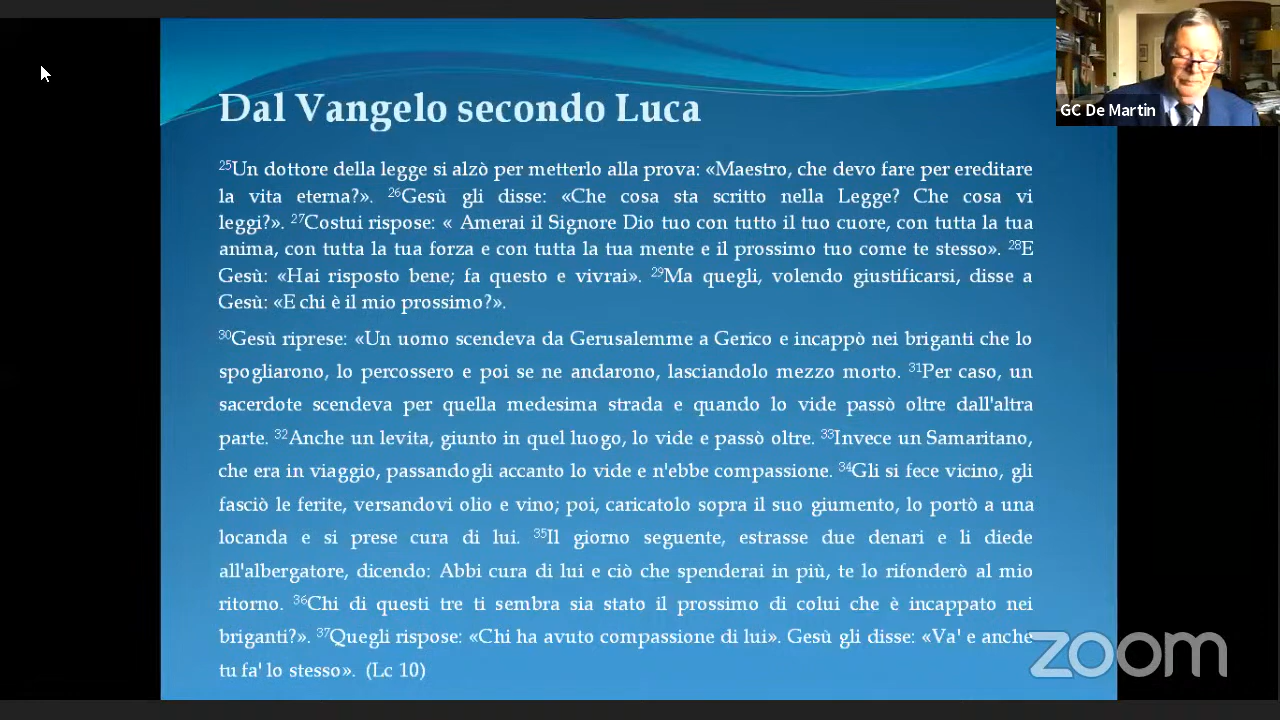 Dal Vangelo secondo Luca
GC De Martin
25Un dottore della legge si alzò per metterlo alla prova: «Maestro, che devo fare per ereditare
la vita eterna?». 26Gesù gli disse: «Che cosa sta scritto nella Legge? Che cosa vi
leggi?». 27Costui rispose: « Amerai il Signore Dio tuo con tutto il tuo cuore, con tutta la tua
anima, con tutta la tua forza e con tutta la tua mente e il prossimo tuo come te stesso». 28E
Gesù: «Hai risposto bene; fa questo e vivrai». 29Ma quegli, volendo giustificarsi, disse a
Gesù: «E chi è il mio prossimo?».
30Gesù riprese: «Un uomo scendeva da Gerusalemme a Gerico e incappò nei briganti che lo
spogliarono, lo percossero e poi se ne andarono, lasciandolo mezzo morto. 31Per caso, un
sacerdote scendeva per quella medesima strada e quando lo vide passò oltre dall'altra
parte. 32Anche un levita, giunto in quel luogo, lo vide e passò oltre. 33Invece un Samaritano,
che era in viaggio, passandogli accanto lo vide e n'ebbe compassione. 34Gli si fece vicino, gli
fasciò le ferite, versandovi olio e vino; poi, caricatolo sopra il suo giumento, lo portò a una
locanda e si prese cura di lui. 35Il giorno seguente, estrasse due denari e li diede
all'albergatore, dicendo: Abbi cura di lui e ciò che spenderai in più, te lo rifonderò al mio
ritorno. 36Chi di questi tre ti sembra sia stato il prossimo di colui che è incappato nei
briganti?». 37Quegli rispose: «Chi ha avuto compassione di lui». Gesù gli disse: «Va' e anche
tu fa' lo stesso». (Lc 10)
zoom